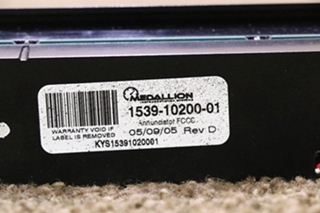 MEDALLION
1539-10200-01
Annunciator FCCC
WARRANTY VOID IF
LABEL IS REMOVED
05/09/05 Rev D
KYS15391020001